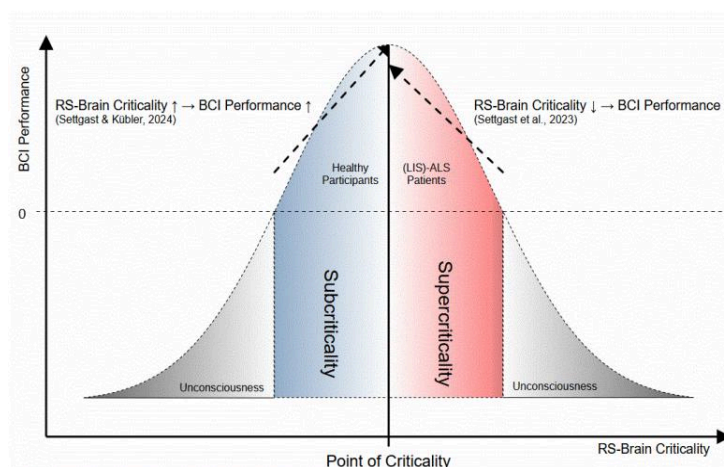 BCI Performance
RS-Brain Criticality ↑ → BCI Performance ↑
(Settgast & Kübler, 2024)
RS-Brain Criticality ↓ → BCI Performance
(Settgast et al., 2023)
Healthy
Participants
(LIS)-ALS
Patients
0
Subcriticality
Supercriticality
Unconsciousness
Unconsciousness
Point of Criticality
RS-Brain Criticality